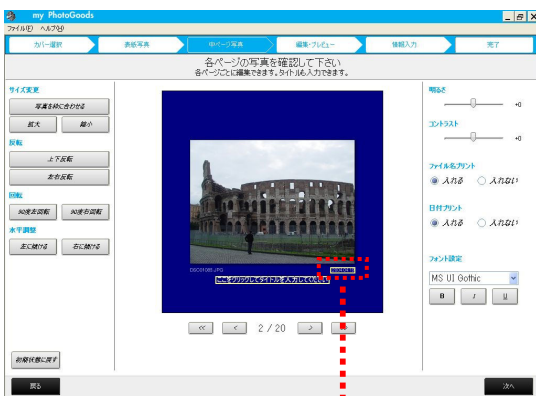 my PhotoGoods
ファイル(F) ヘルプ(H)
カバー選択 表紙写真 中ページ写真 編集・プレビュー 情報入力 完了
各ページの写真を確認して下さい
各ページごとに編集できます。タイトルも入力できます。
サイズ変更
写真を枠に合わせる
拡大 縮小
反転
上下反転
左右反転
回転
90度左回転 90度右回転
水平調整
左に傾ける 右に傾ける
初期状態に戻す
戻る
DSC01081.JPG
ここをクリックしてタイトルを入力してください
<< < 2 / 20 > >>
明るさ
+0
コントラスト
+0
ファイル名プリント
入れる 入れない
日付プリント
入れる 入れない
フォント設定
MS UI Gothic
B I U
次へ